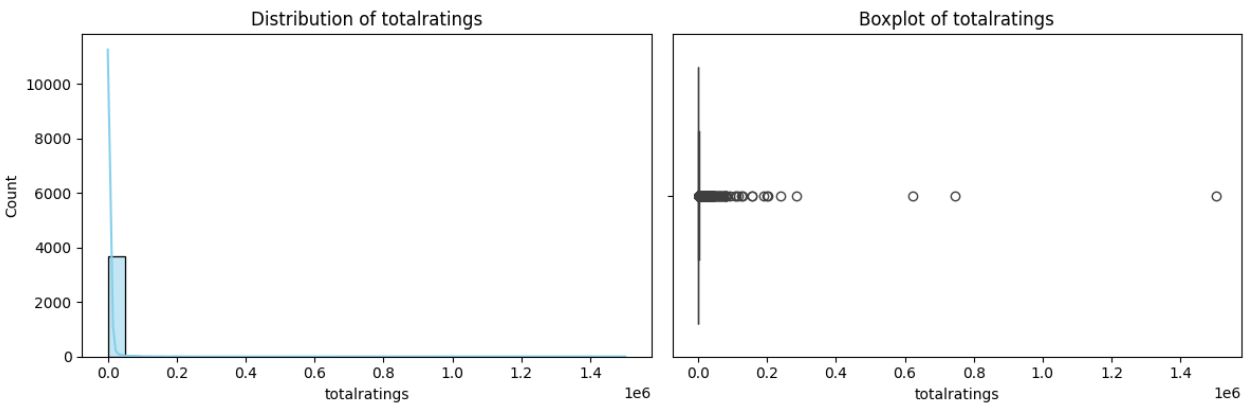 Distribution of totalratings
Count
10000
8000
6000
4000
2000
0
0.0 0.2 0.4 0.6 0.8 1.0 1.2 1.4
1e6
totalratings
Boxplot of totalratings
0.0 0.2 0.4 0.6 0.8 1.0 1.2 1.4
1e6
totalratings